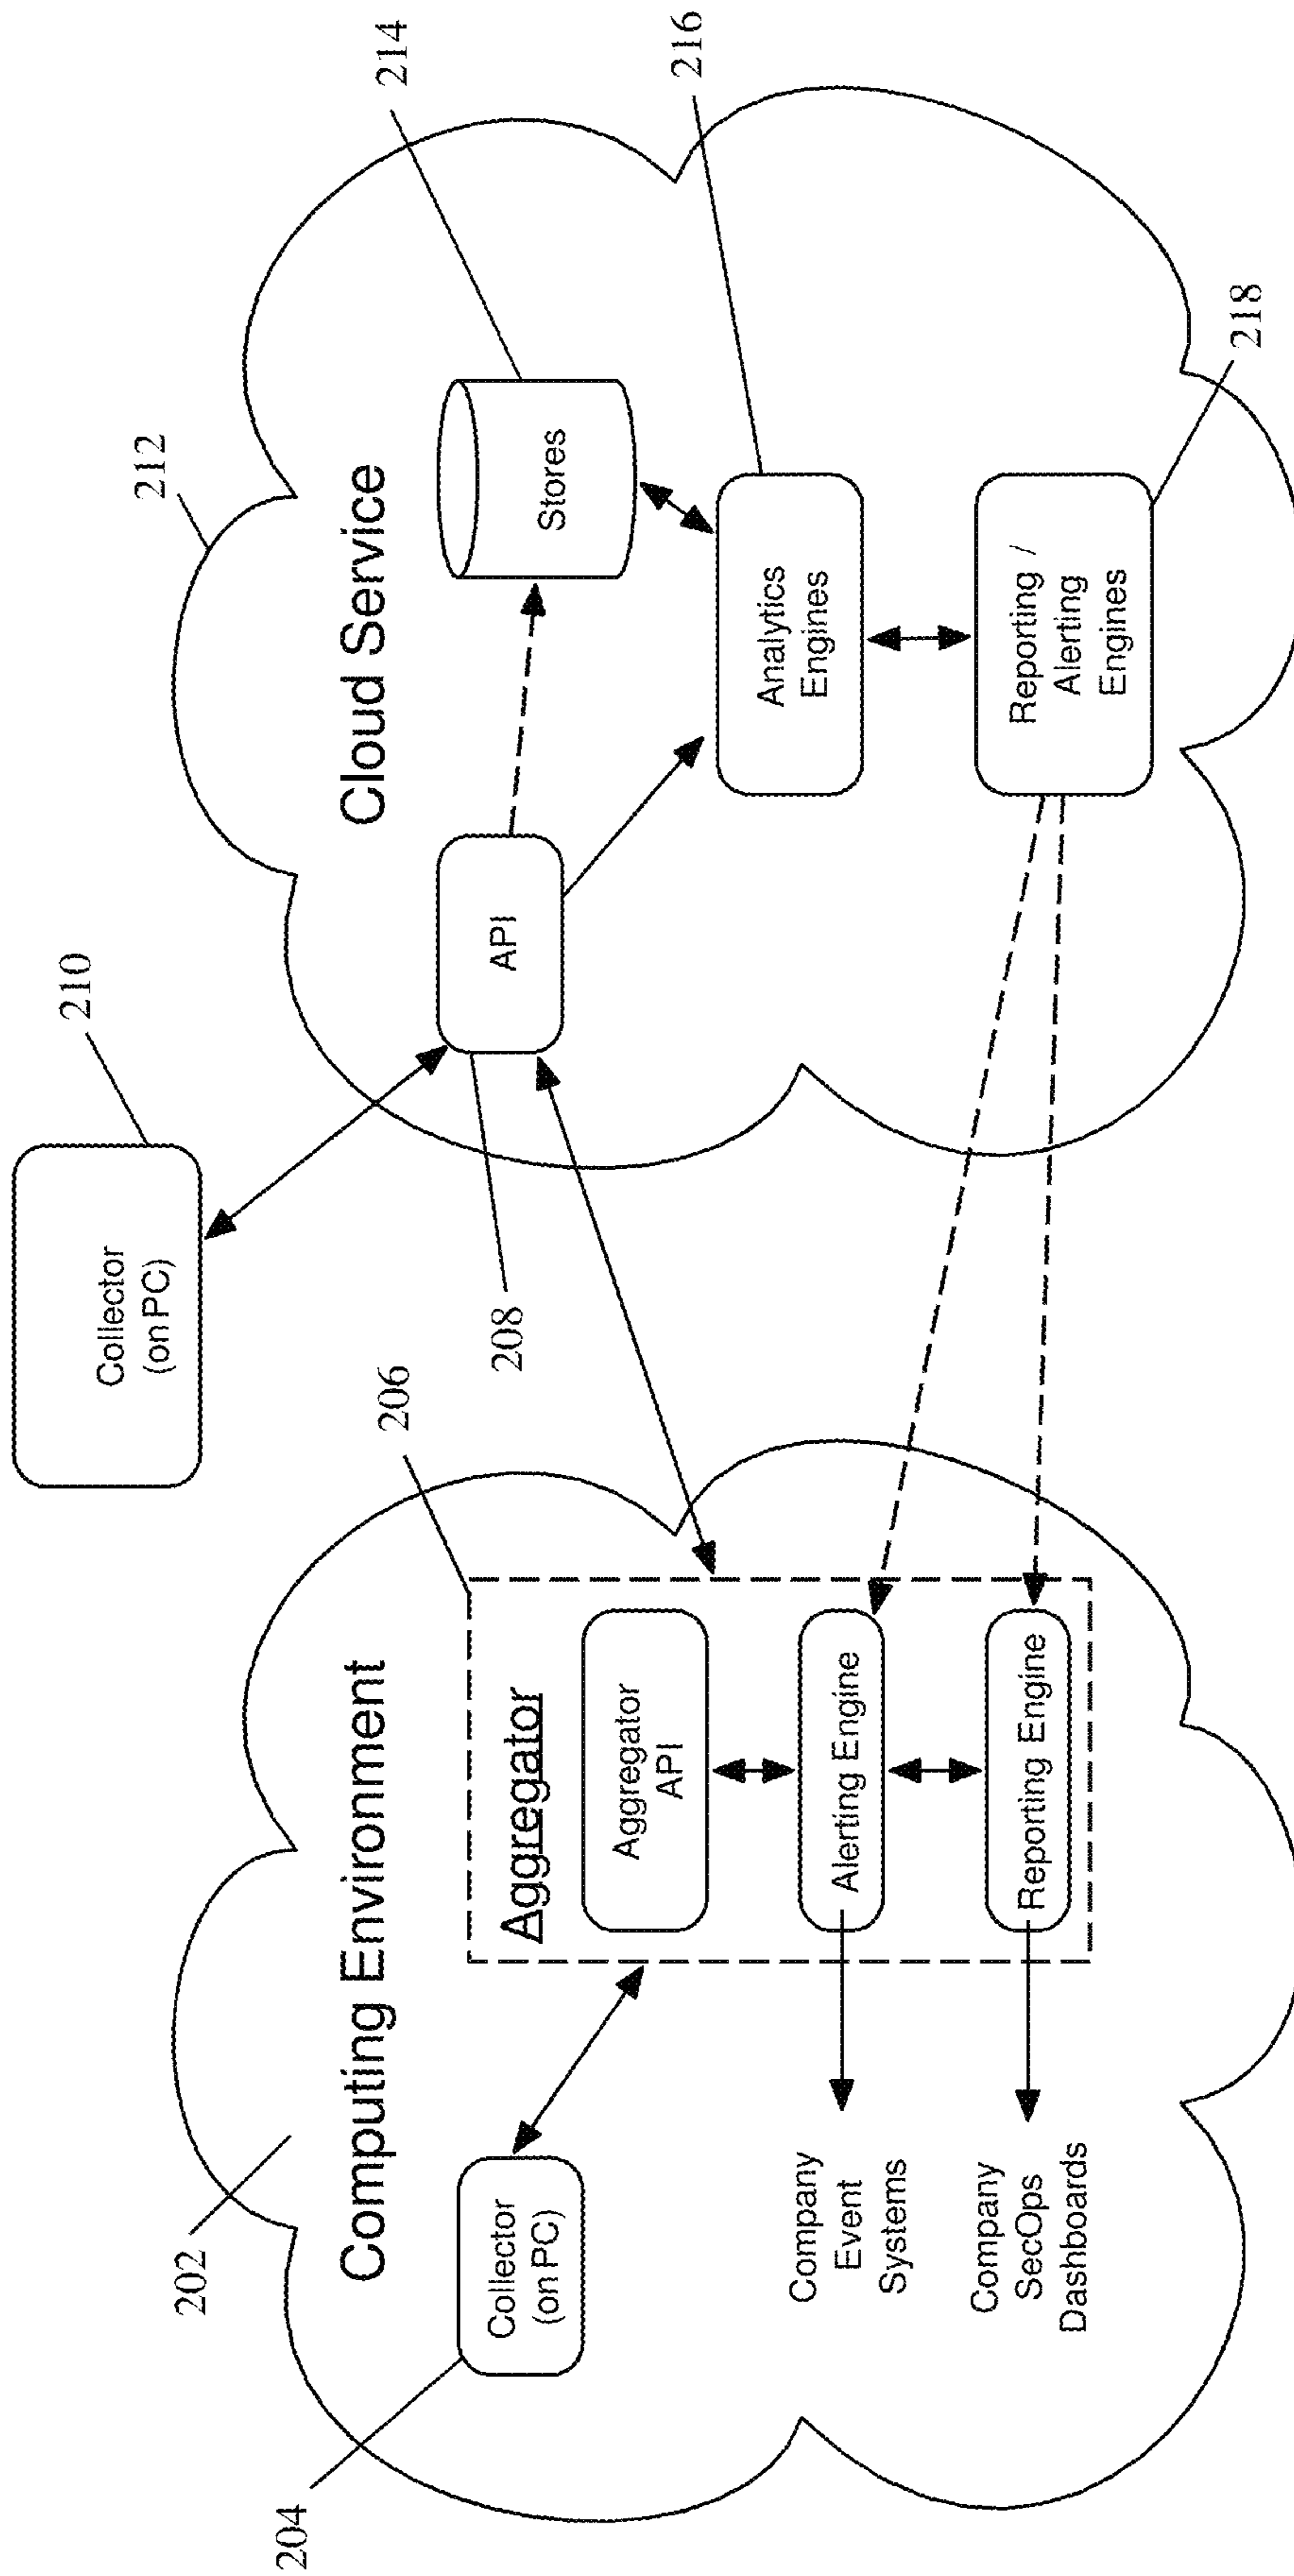 210
Collector
(on PC)
212
214
216
Cloud Service
API
Stores
208
Analytics
Engines
Reporting /
Alerting
Engines
218
202
204
206
Computing Environment
Collector
(on PC)
Aggregator
Aggregator
API
Alerting Engine
Reporting Engine
Company
Event
Systems
Company
SecOps
Dashboards